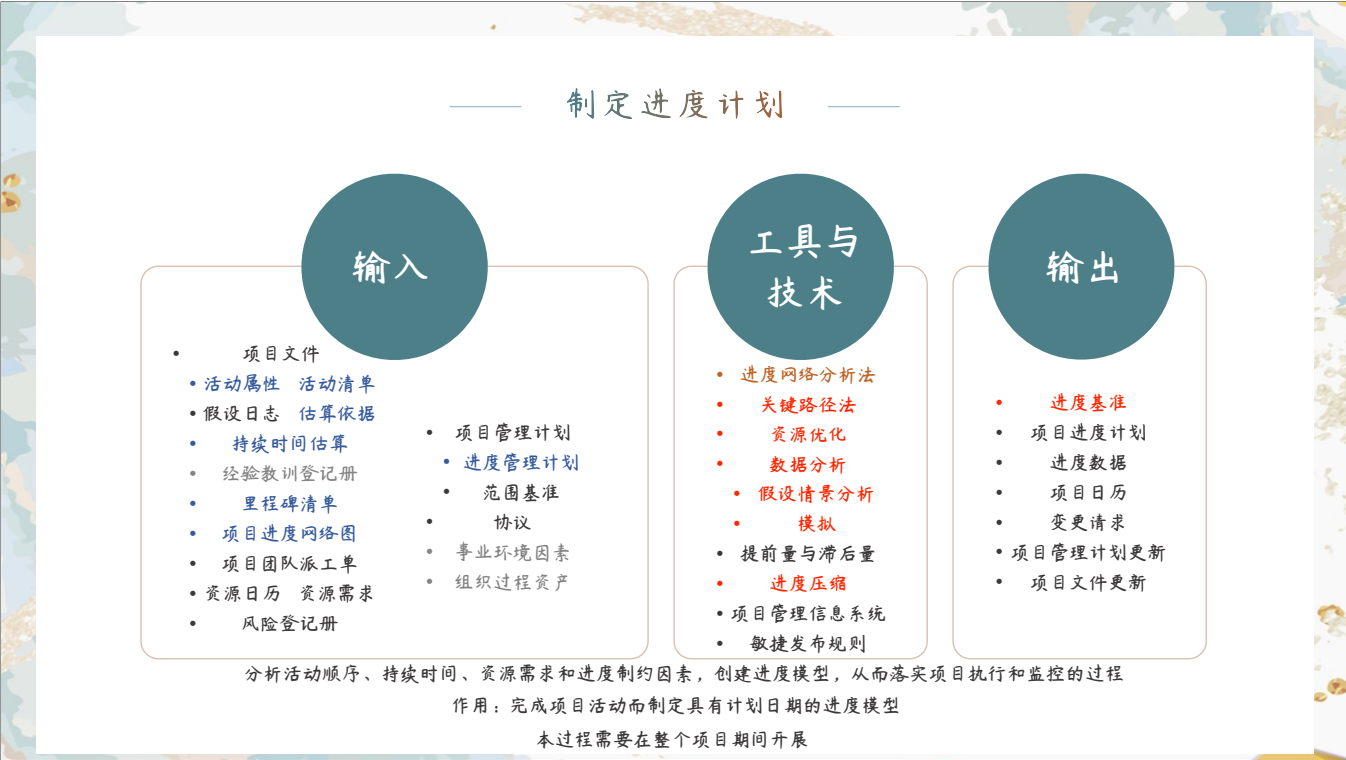 制定进度计划
输入
• 项目文件
• 活动属性 活动清单
• 假设日志 估算依据
• 持续时间估算
• 经验教训登记册
• 里程碑清单
• 项目进度网络图
• 项目团队派工单
• 资源日历 资源需求
• 风险登记册
• 项目管理计划
• 进度管理计划
• 范围基准
• 协议
• 事业环境因素
• 组织过程资产
工具与
技术
• 进度网络分析法
• 关键路径法
• 资源优化
• 数据分析
• 假设情景分析
• 模拟
• 提前量与滞后量
• 进度压缩
• 项目管理信息系统
• 敏捷发布规则
输出
• 进度基准
• 项目进度计划
• 进度数据
• 项目日历
• 变更请求
• 项目管理计划更新
• 项目文件更新
分析活动顺序、持续时间、资源需求和进度制约因素，创建进度模型，从而落实项目执行和监控的过程
作用：完成项目活动而制定具有计划日期的进度模型
本过程需要在整个项目期间开展